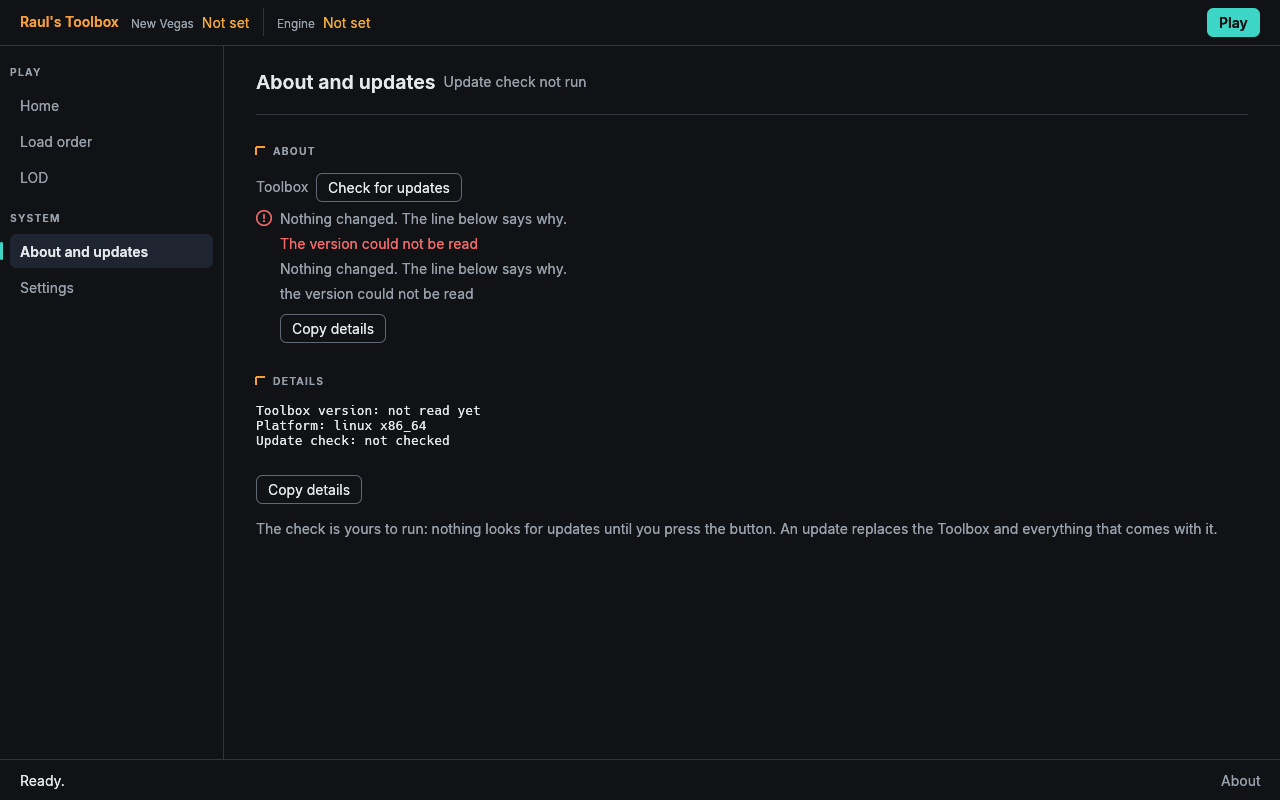 Raul's Toolbox New Vegas Not set Engine Not set Play
PLAY
Home
Load order
LOD
SYSTEM
About and updates
Settings
About and updates Update check not run
ABOUT
Toolbox Check for updates
Nothing changed. The line below says why.
The version could not be read
Nothing changed. The line below says why.
the version could not be read
Copy details
DETAILS
Toolbox version: not read yet
Platform: linux x86_64
Update check: not checked
Copy details
The check is yours to run: nothing looks for updates until you press the button. An update replaces the Toolbox and everything that comes with it.
Ready. About